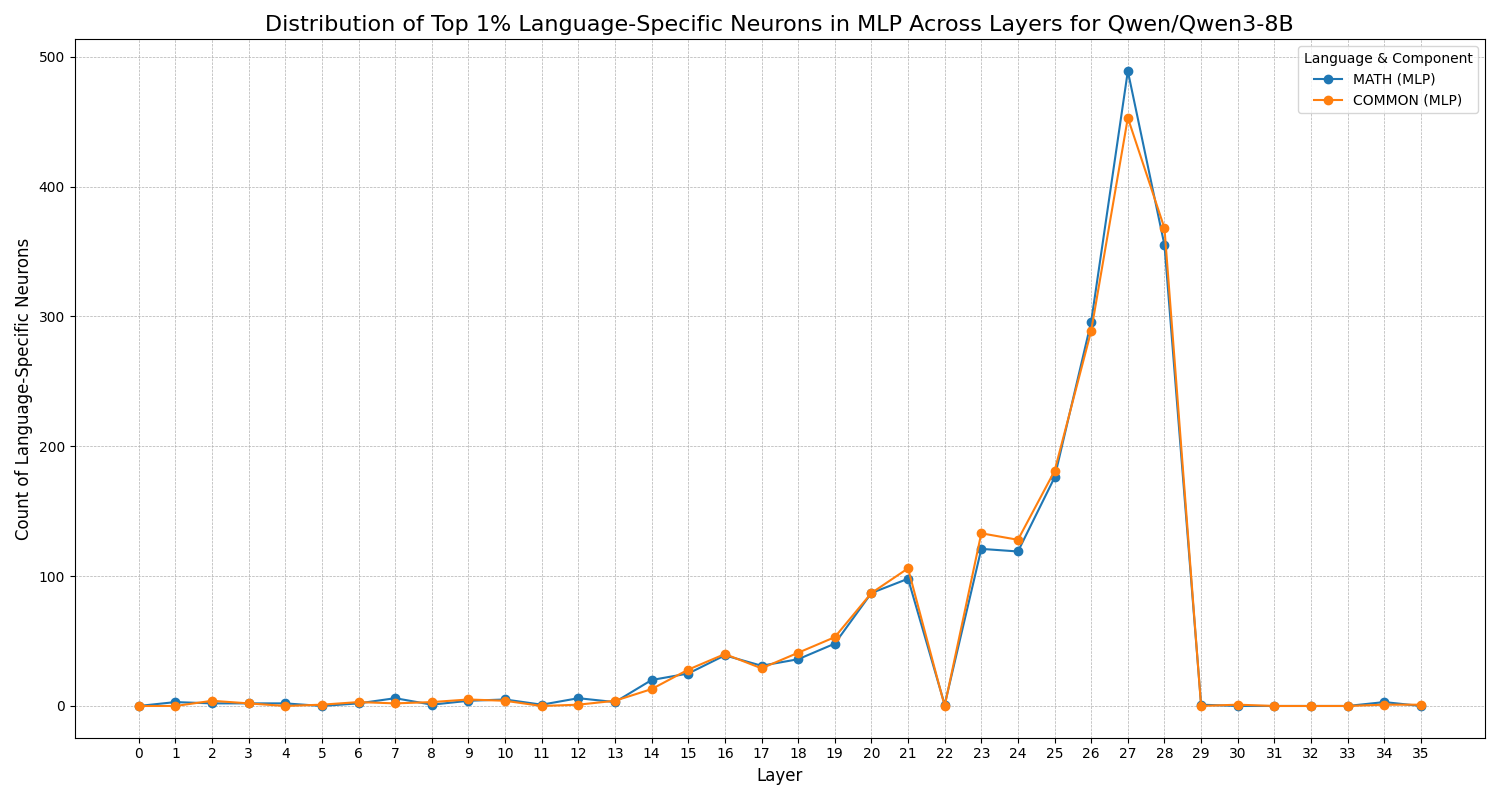 Distribution of Top 1% Language-Specific Neurons in MLP Across Layers for Qwen/Qwen3-8B
Language & Component
MATH (MLP)
COMMON (MLP)
Count of Language-Specific Neurons
500
400
300
200
100
0
0 1 2 3 4 5 6 7 8 9 10 11 12 13 14 15 16 17 18 19 20 21 22 23 24 25 26 27 28 29 30 31 32 33 34 35
Layer